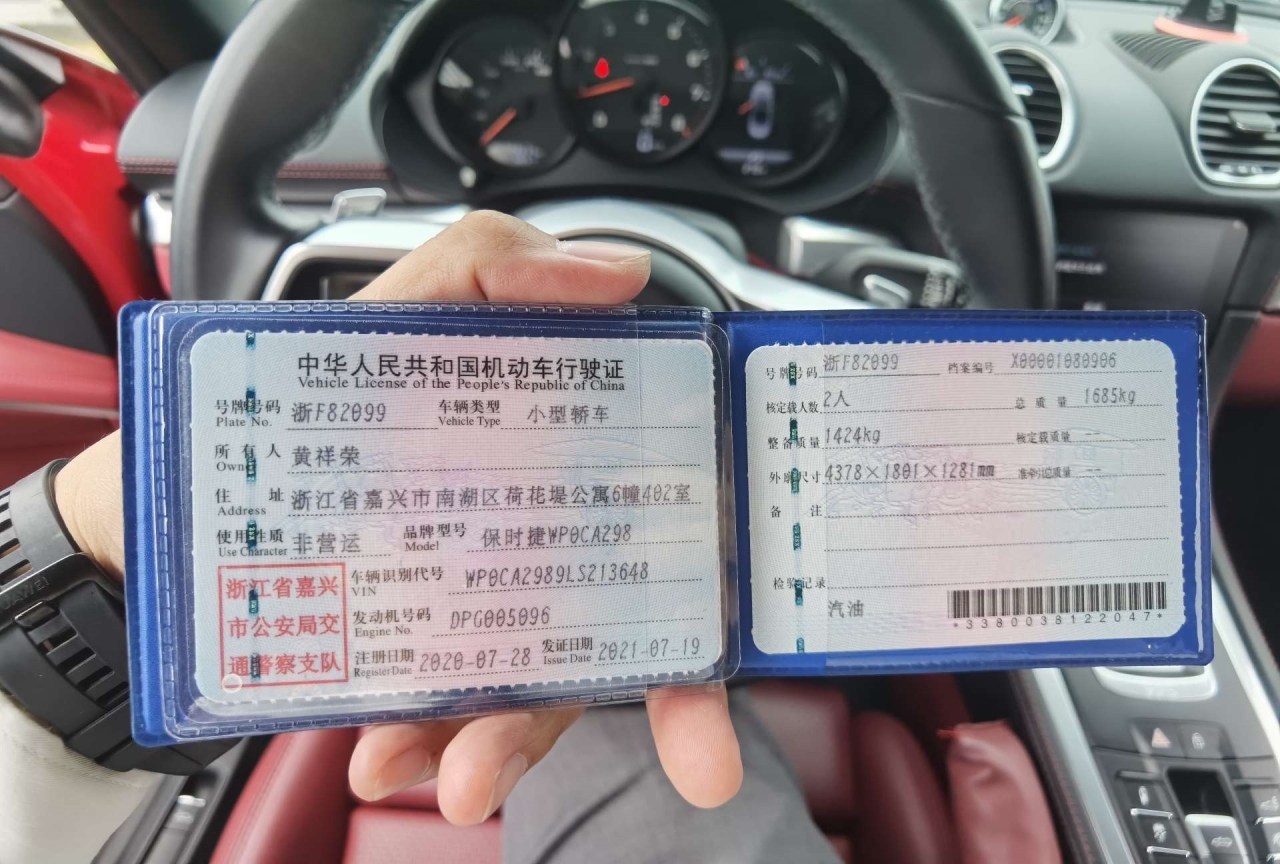 中华人民共和国机动车行驶证
Vehicle License of the People's Republic of China
号牌号码 浙F82099 车辆类型 小型轿车
Plate No. Vehicle Type
所有人 黄祥荣
Owner
住址 浙江省嘉兴市南湖区荷花堤公寓6幢402室
Address
使用性质 非营运 品牌型号 保时捷WP0CA298
Use Character Model
浙江省嘉兴
市公安局交
通警察支队
车辆识别代号 WP0CA2989LS213648
VIN
发动机号码 DPG005096
Engine No.
注册日期 2020-07-28 发证日期 2021-07-19
Register Date Issue Date
号牌号码 浙F82099 档案编号 X00001080906
核定载人数 2人 总质量 1685kg
整备质量 1424kg 核定载质量 --
外廓尺寸 4378×1801×1281mm 准牵引总质量 --
备注
检验记录
汽油
*3380038122047*